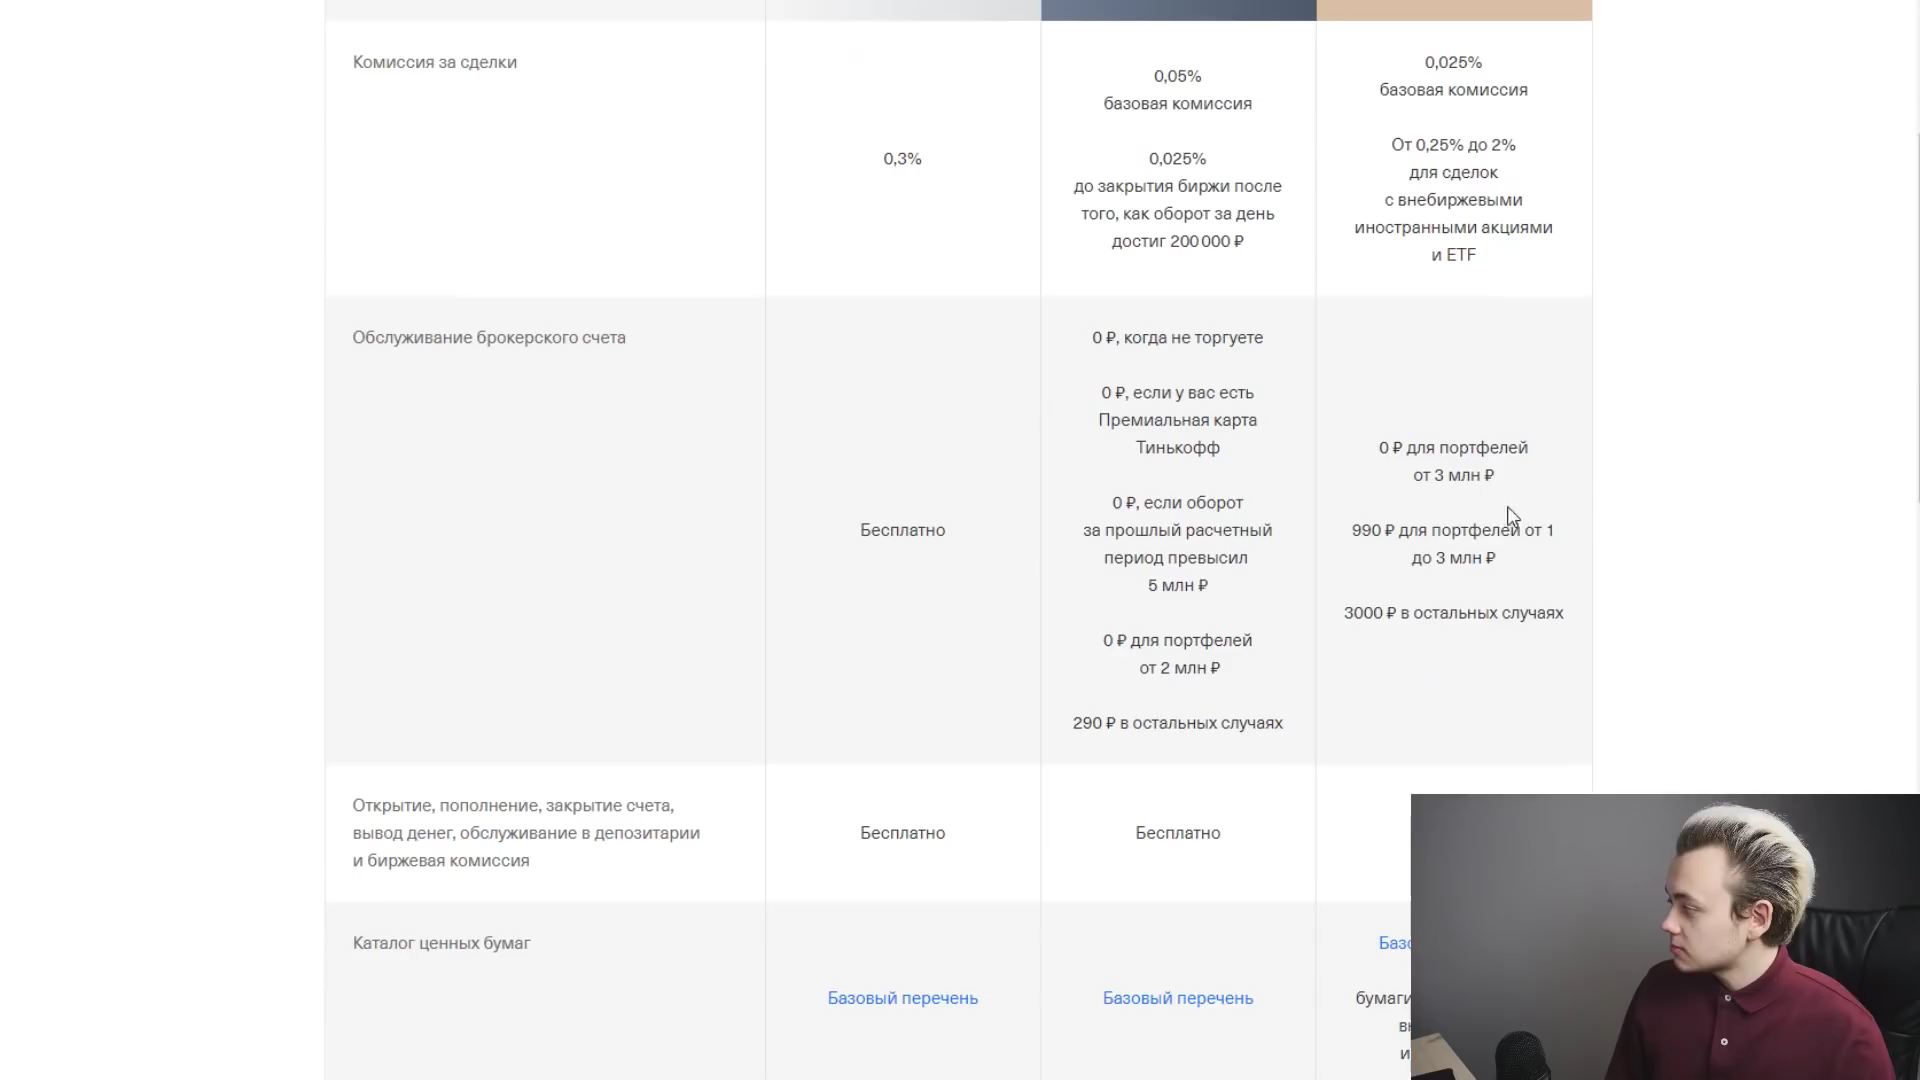 Комиссия за сделки
0,3%
0,05%
базовая комиссия
0,025%
до закрытия биржи после
того, как оборот за день
достиг 200 000 ₽
0,025%
базовая комиссия
От 0,25% до 2%
для сделок
с внебиржевыми
иностранными акциями
и ETF
Обслуживание брокерского счета
Бесплатно
0 ₽, когда не торгуете
0 ₽, если у вас есть
Премиальная карта
Тинькофф
0 ₽, если оборот
за прошлый расчетный
период превысил
5 млн ₽
0 ₽ для портфелей
от 2 млн ₽
290 ₽ в остальных случаях
0 ₽ для портфелей
от 3 млн ₽
990 ₽ для портфелей от 1
до 3 млн ₽
3000 ₽ в остальных случаях
Открытие, пополнение, закрытие счета,
вывод денег, обслуживание в депозитарии
и биржевая комиссия
Бесплатно
Бесплатно
Каталог ценных бумаг
Базовый перечень
Базовый перечень
бумаги